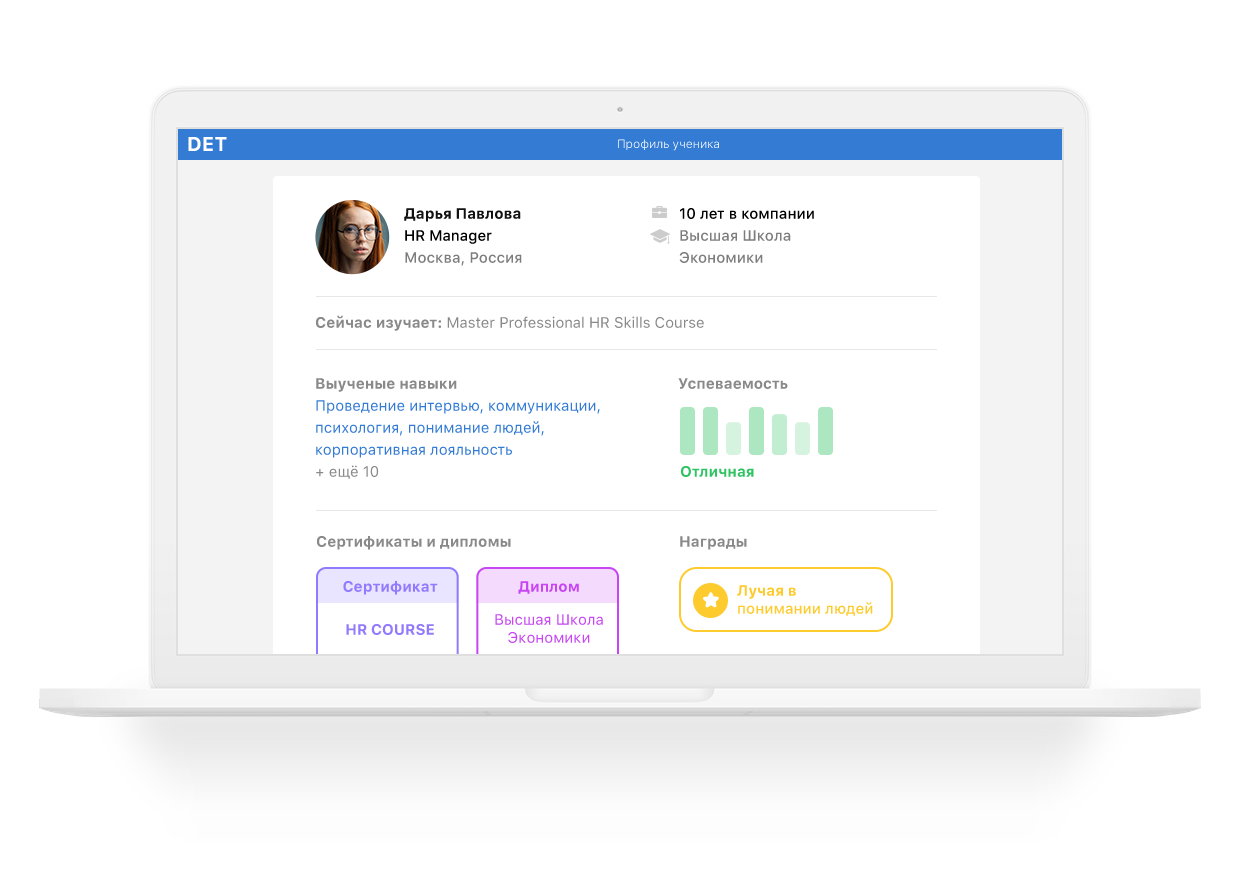 DET
Профиль ученика
Дарья Павлова
HR Manager
Москва, Россия
10 лет в компании
Высшая Школа
Экономики
Сейчас изучает: Master Professional HR Skills Course
Выученые навыки
Проведение интервью, коммуникации,
психология, понимание людей,
корпоративная лояльность
+ ещё 10
Успеваемость
Отличная
Сертификаты и дипломы
Сертификат
HR COURSE
Диплом
Высшая Школа
Экономики
Награды
Лучая в
понимании людей